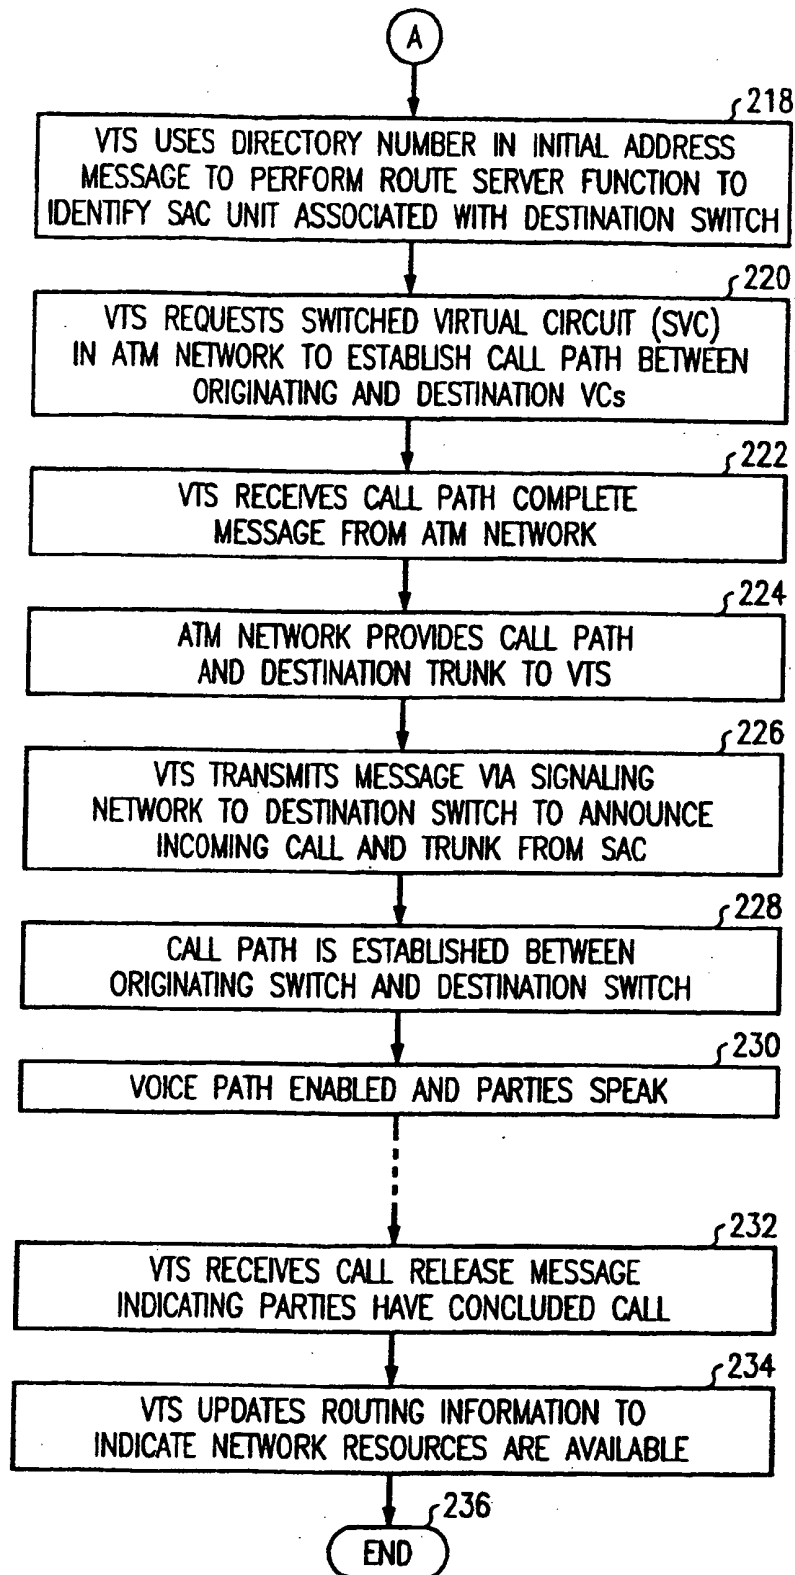 A
218
VTS USES DIRECTORY NUMBER IN INITIAL ADDRESS
MESSAGE TO PERFORM ROUTE SERVER FUNCTION TO
IDENTIFY SAC UNIT ASSOCIATED WITH DESTINATION SWITCH
220
VTS REQUESTS SWITCHED VIRTUAL CIRCUIT (SVC)
IN ATM NETWORK TO ESTABLISH CALL PATH BETWEEN
ORIGINATING AND DESTINATION VCs
222
VTS RECEIVES CALL PATH COMPLETE
MESSAGE FROM ATM NETWORK
224
ATM NETWORK PROVIDES CALL PATH
AND DESTINATION TRUNK TO VTS
226
VTS TRANSMITS MESSAGE VIA SIGNALING
NETWORK TO DESTINATION SWITCH TO ANNOUNCE
INCOMING CALL AND TRUNK FROM SAC
228
CALL PATH IS ESTABLISHED BETWEEN
ORIGINATING SWITCH AND DESTINATION SWITCH
230
VOICE PATH ENABLED AND PARTIES SPEAK
232
VTS RECEIVES CALL RELEASE MESSAGE
INDICATING PARTIES HAVE CONCLUDED CALL
234
VTS UPDATES ROUTING INFORMATION TO
INDICATE NETWORK RESOURCES ARE AVAILABLE
236
END